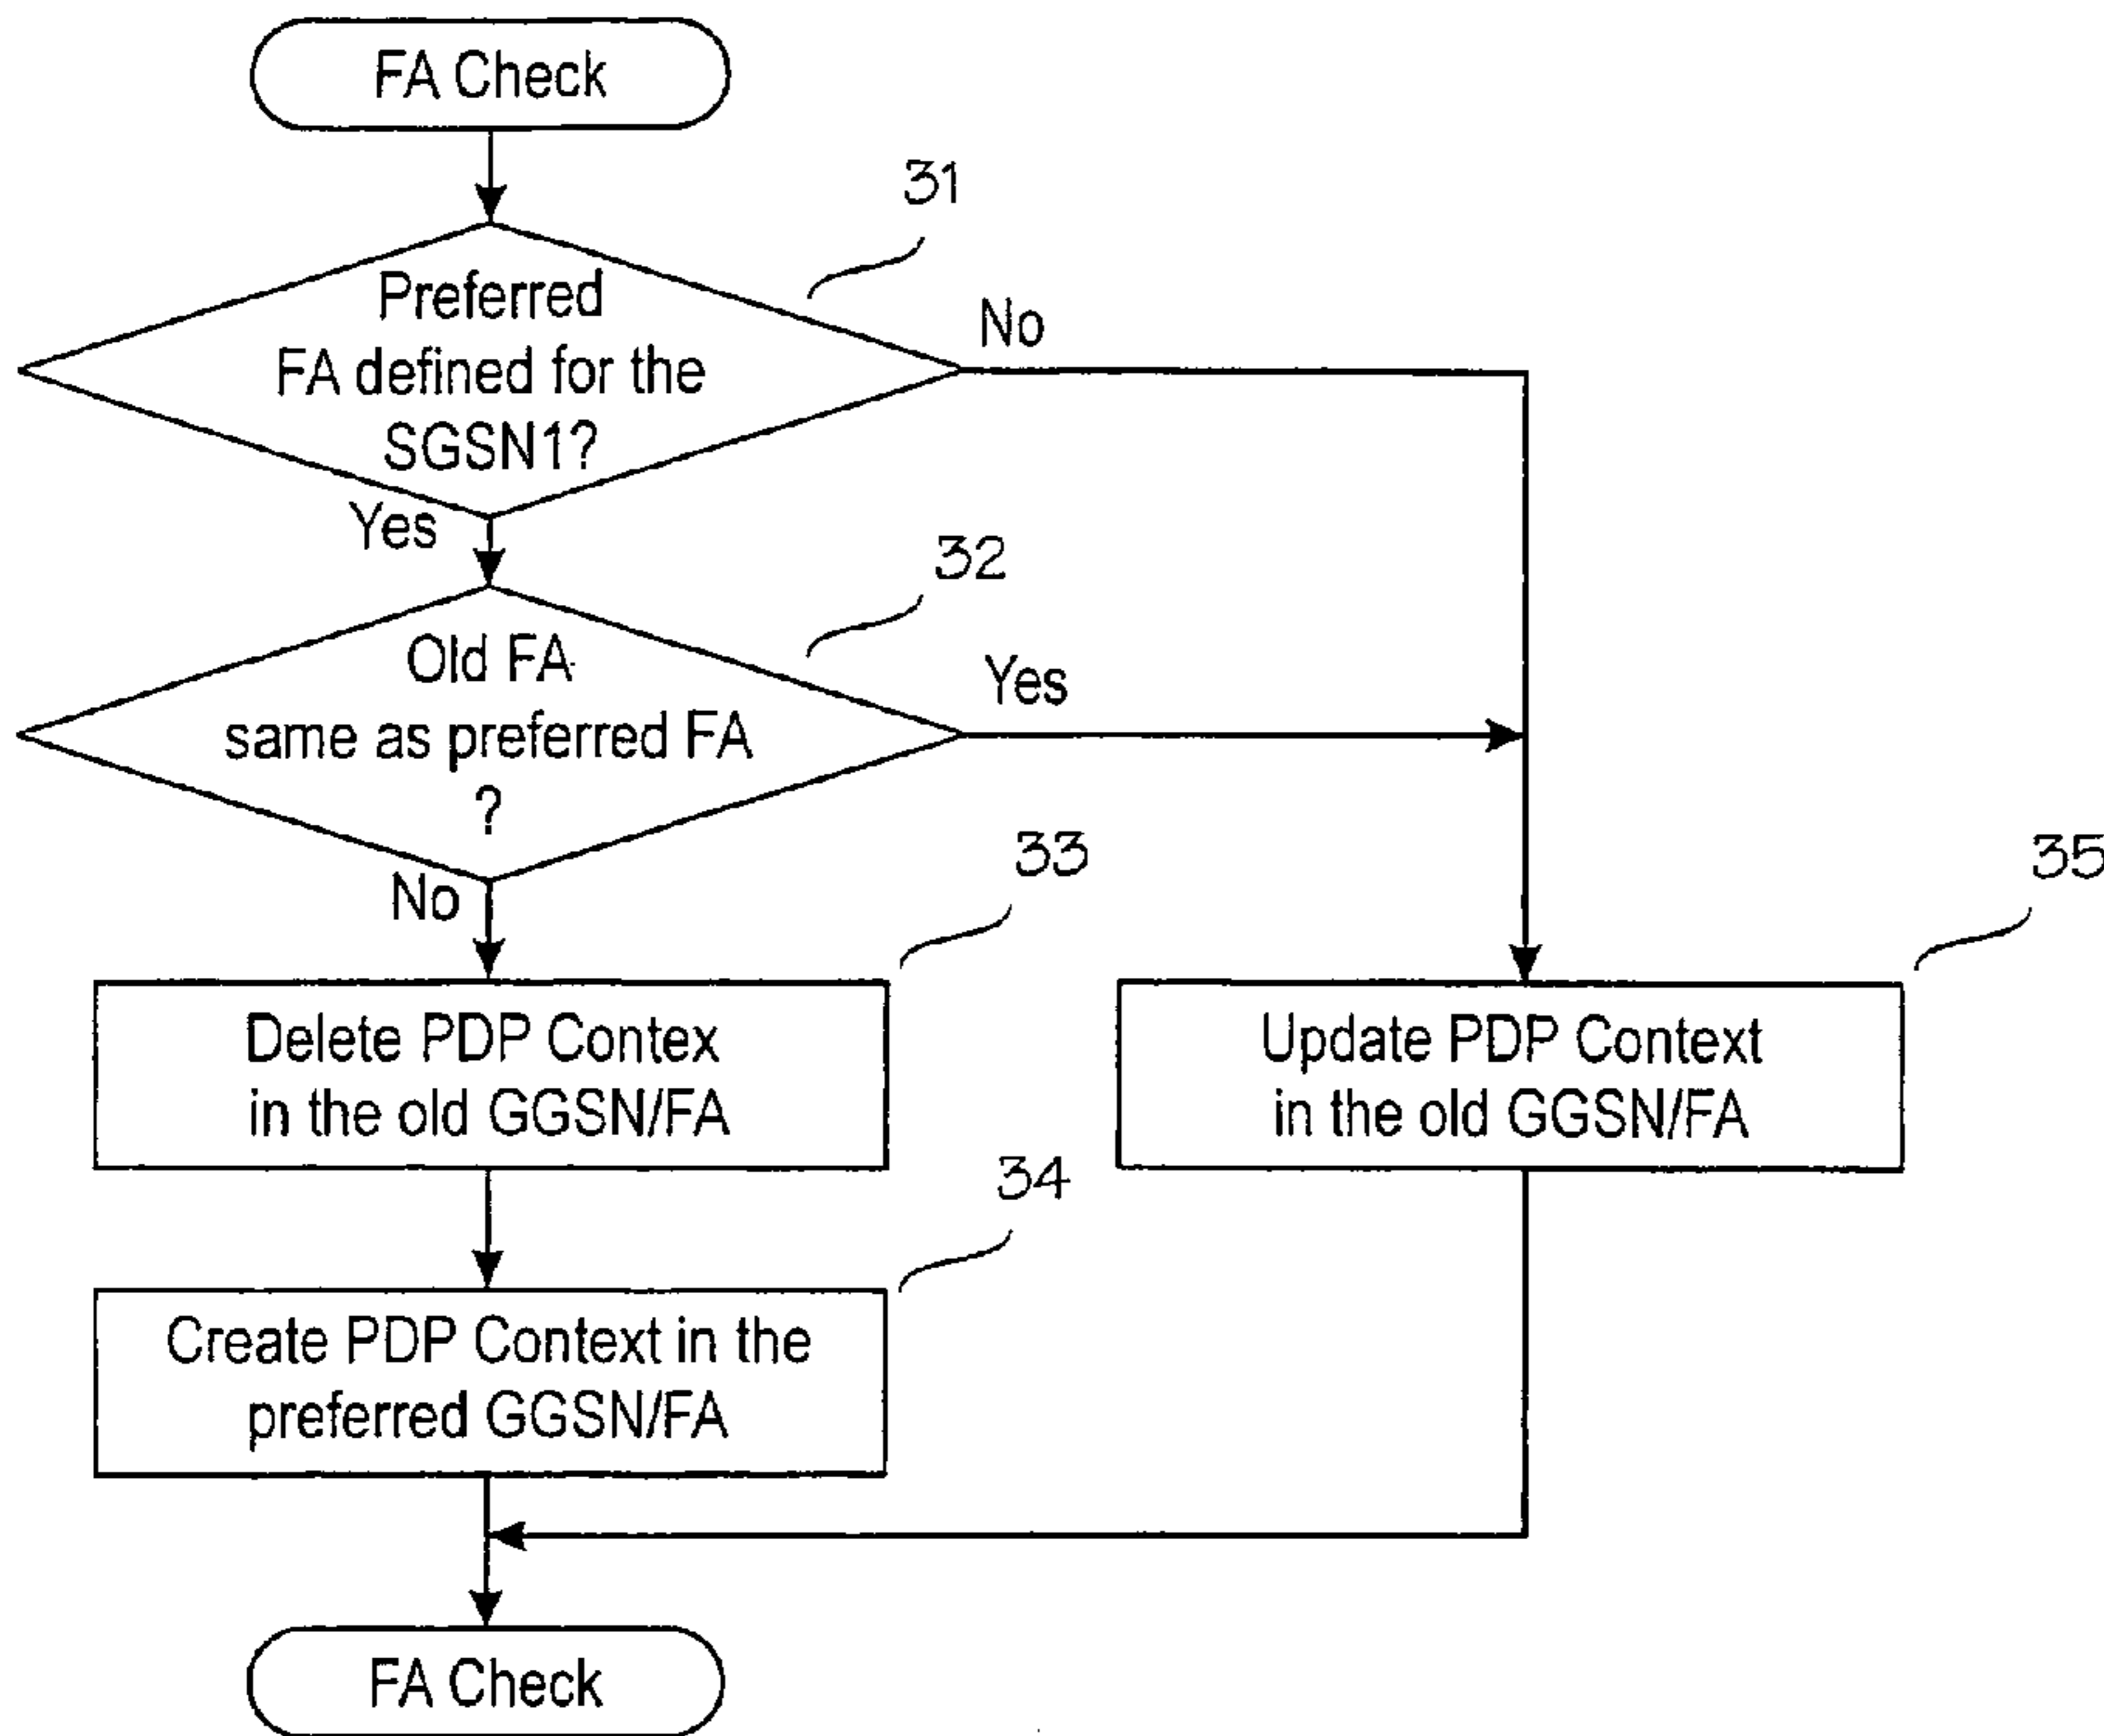 FA Check
31
Preferred
FA defined for the
SGSN1?
No
Yes
32
Old FA
same as preferred FA
?
Yes
No
33
35
Delete PDP Contex
in the old GGSN/FA
Update PDP Context
in the old GGSN/FA
34
Create PDP Context in the
preferred GGSN/FA
FA Check